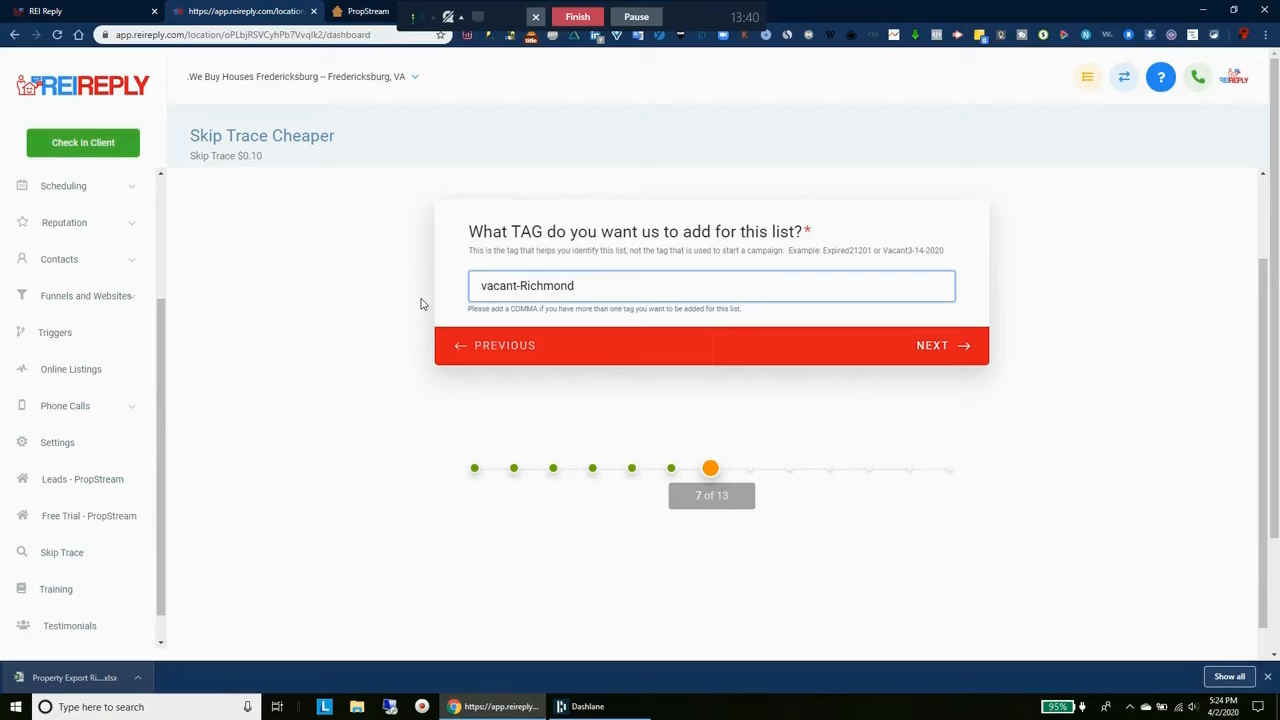 REI Reply
https://app.reireply.com/locatio
PropStream
Finish
Pause
13:40
app.reireply.com/location/oPLbjRSVCyhPb7VvqIk2/dashboard
title
REIREPLY
.We Buy Houses Fredericksburg -- Fredericksburg, VA
?
REIREPLY
Check In Client
Skip Trace Cheaper
Skip Trace $0.10
Scheduling
Reputation
Contacts
Funnels and Websites
Triggers
Online Listings
Phone Calls
Settings
Leads - PropStream
Free Trial - PropStream
Skip Trace
Training
Testimonials
What TAG do you want us to add for this list?*
This is the tag that helps you identify this list, not the tag that is used to start a campaign. Example: Expired21201 or Vacant3-14-2020
vacant-Richmond
Please add a COMMA if you have more than one tag you want to be added for this list.
PREVIOUS
NEXT
7 of 13
Property Export Ri....xlsx
Show all
Type here to search
L
https://app.reireply...
Dashlane
95%
5:24 PM
4/2/2020